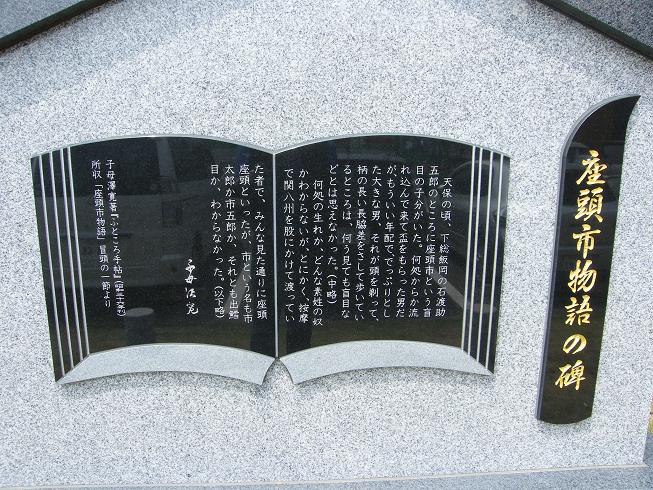 座頭市物語の碑
天保の頃、下総飯岡の石渡助
五郎のところに座頭市という盲
目の子分がいた。何処からか流
れ込んで来て盃をもらった男だ
が、もういい年配で、でっぷりとし
た大きな男、それが頭を剃って、
柄の長い長脇差をさして歩いてい
るところは、何う見ても盲目な
どとは思えなかった。(中略)
何処の生れか、どんな素姓の奴
かわからないが、とにかく、按摩
で関八州を股にかけて渡ってい
た者で、みんな見た通りに座頭
座頭といったが、市という名も市
太郎か市五郎か、それとも出鱈
目か、わからなかった。(以下略)
子母澤寛著『ふところ手帖』
所収「座頭市物語」冒頭の一節より